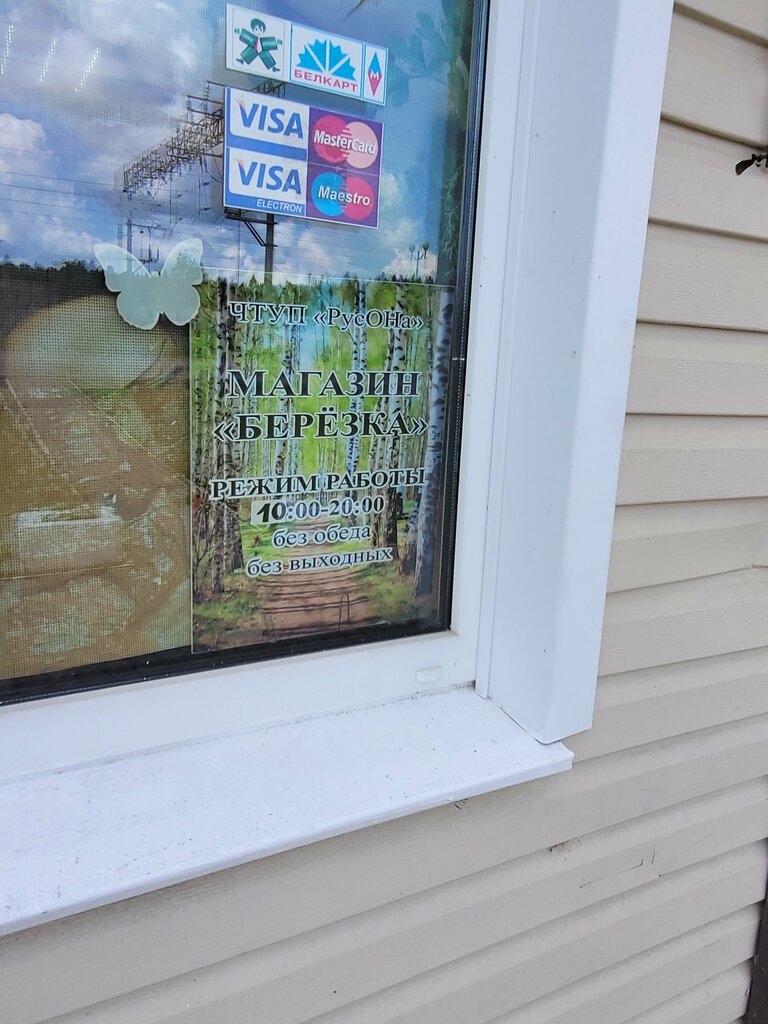 БЕЛКАРТ
М
VISA
MasterCard
VISA
ELECTRON
Maestro
ЧТУП «РусОНа»
МАГАЗИН
«БЕРЁЗКА»
РЕЖИМ РАБОТЫ
10:00-20:00
без обеда
без выходных